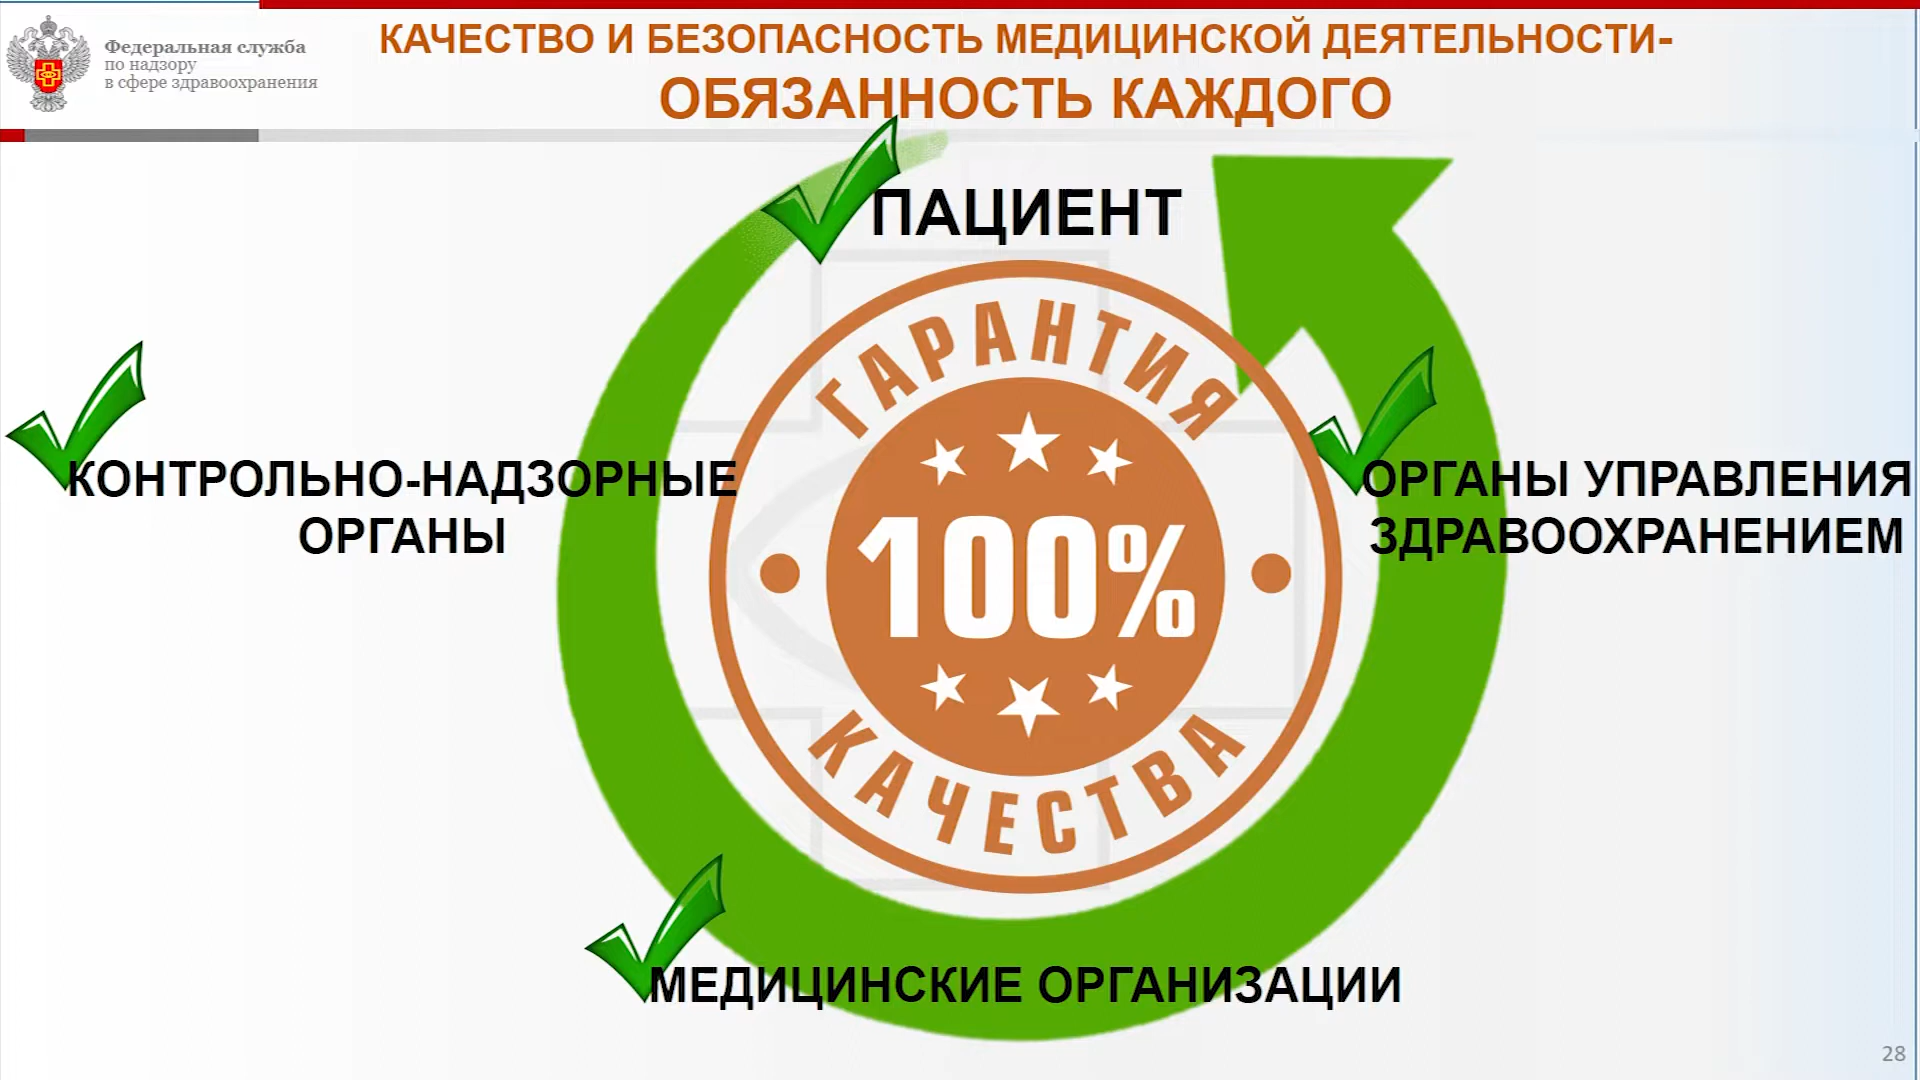 Федеральная служба
по надзору
в сфере здравоохранения
КАЧЕСТВО И БЕЗОПАСНОСТЬ МЕДИЦИНСКОЙ ДЕЯТЕЛЬНОСТИ-
ОБЯЗАННОСТЬ КАЖДОГО
ПАЦИЕНТ
КОНТРОЛЬНО-НАДЗОРНЫЕ
ОРГАНЫ
ГАРАНТИЯ
100%
КАЧЕСТВА
ОРГАНЫ УПРАВЛЕНИЯ
ЗДРАВООХРАНЕНИЕМ
МЕДИЦИНСКИЕ ОРГАНИЗАЦИИ
28